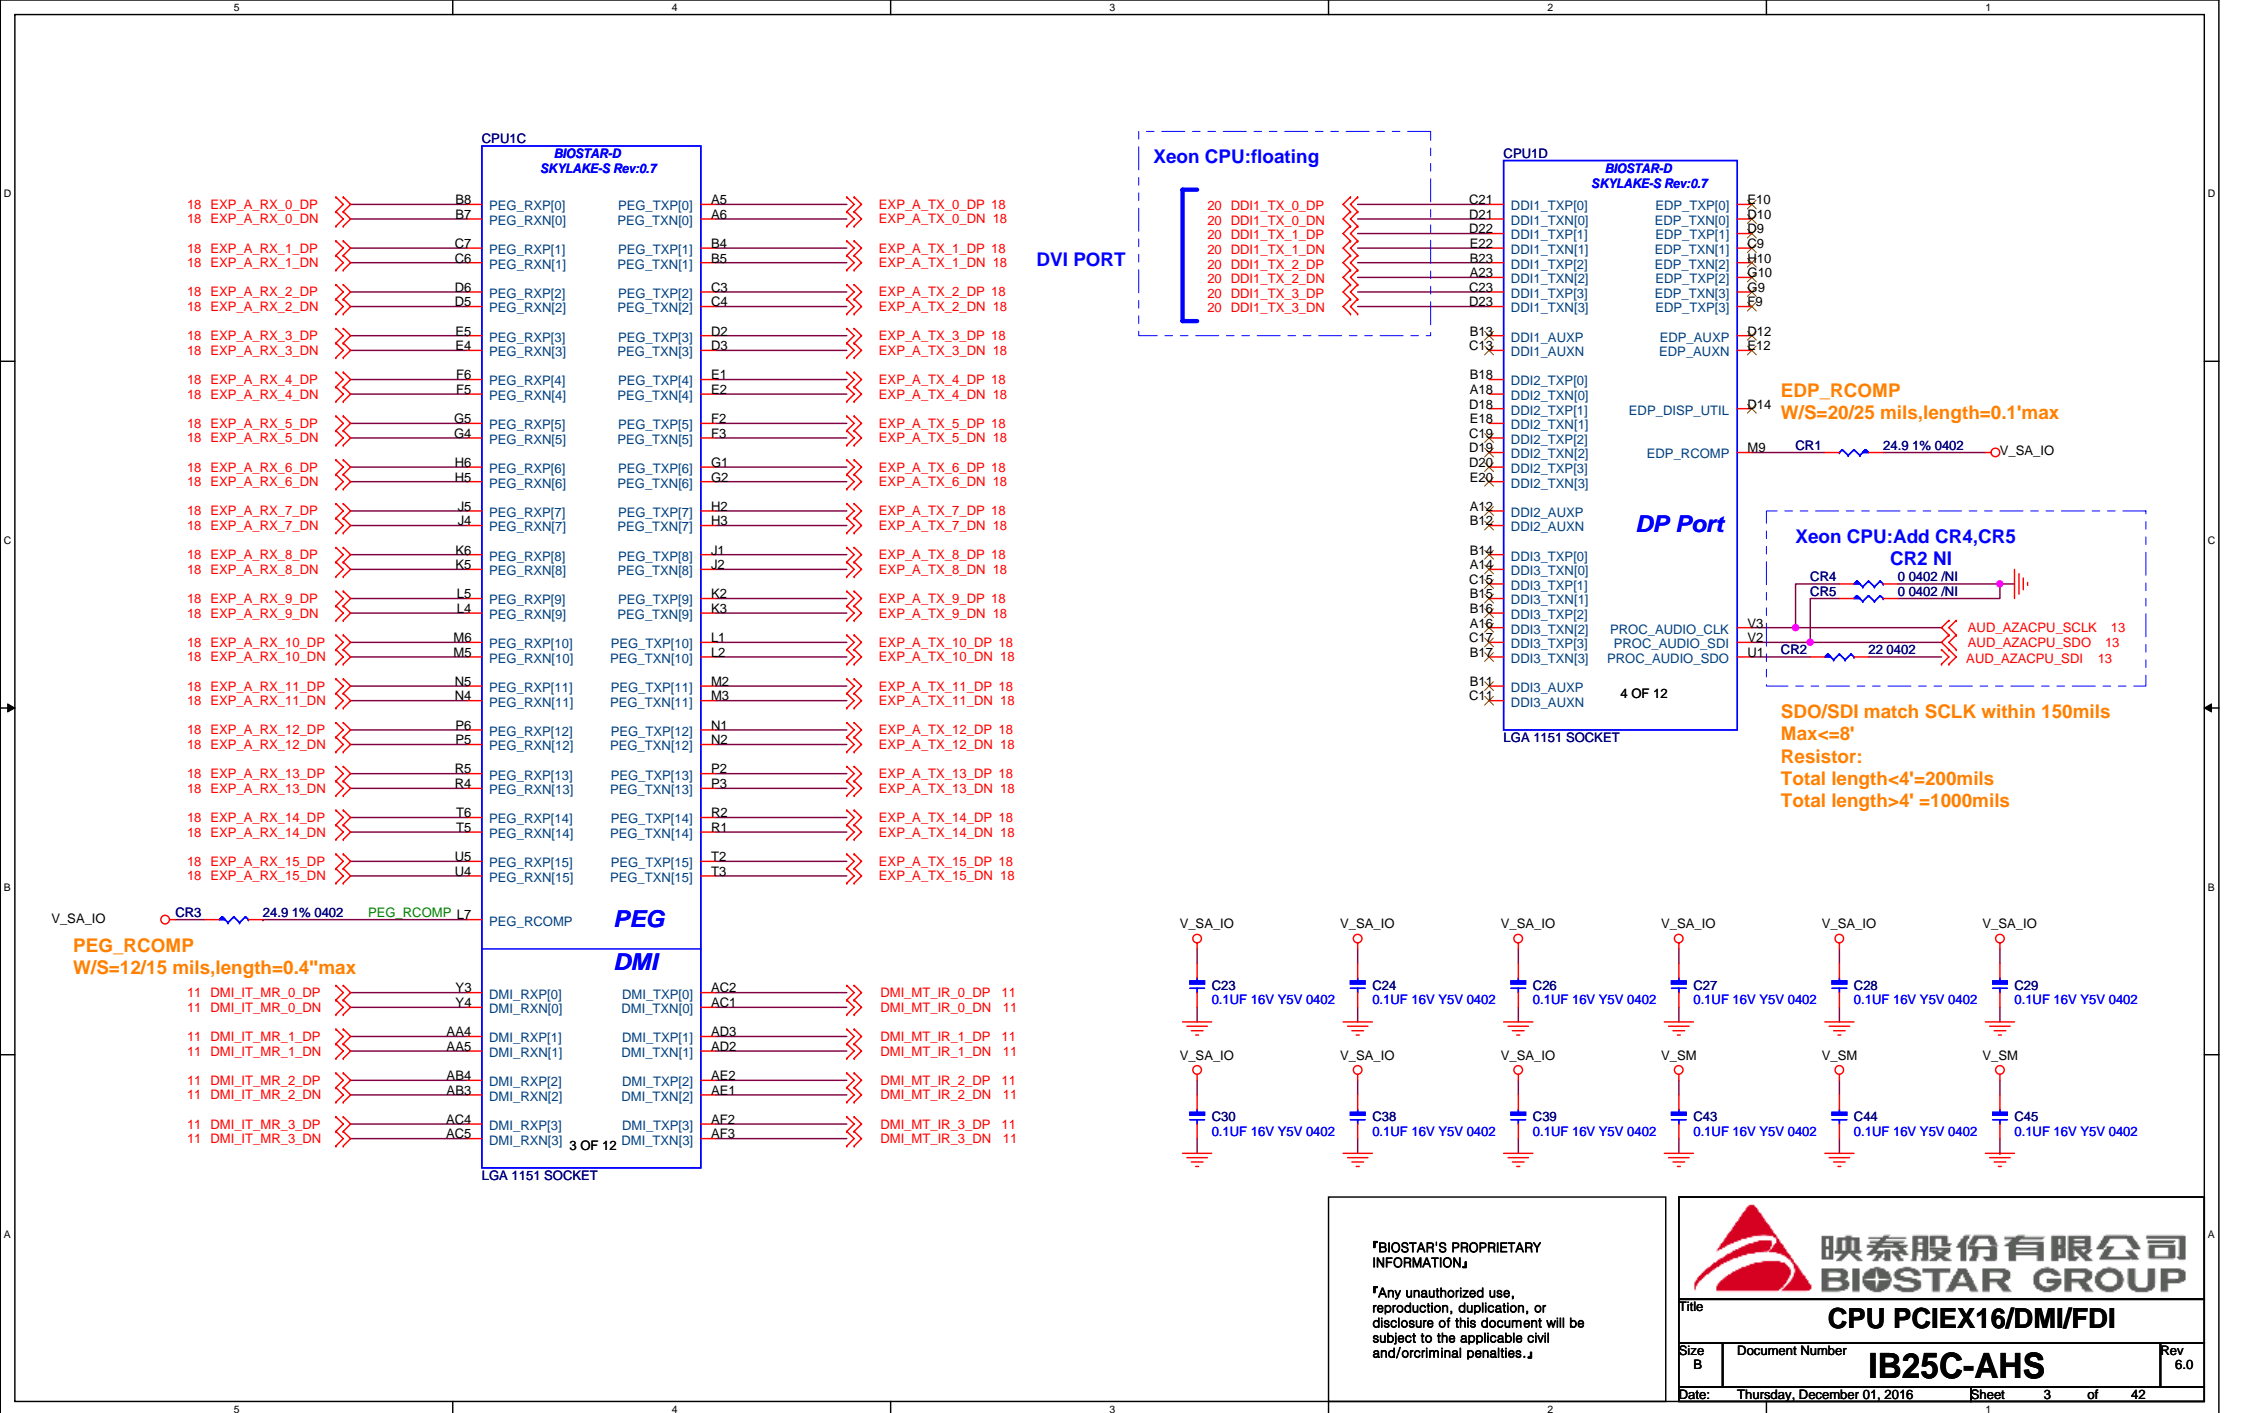 5 4 3 2 1
D
C
B
A
CPU1C
BIOSTAR-D
SKYLAKE-S Rev:0.7
18 EXP_A_RX_0_DP B8 PEG_RXP[0] PEG_TXP[0] A5 EXP_A_TX_0_DP 18
18 EXP_A_RX_0_DN B7 PEG_RXN[0] PEG_TXN[0] A6 EXP_A_TX_0_DN 18
18 EXP_A_RX_1_DP C7 PEG_RXP[1] PEG_TXP[1] B4 EXP_A_TX_1_DP 18
18 EXP_A_RX_1_DN C6 PEG_RXN[1] PEG_TXN[1] B5 EXP_A_TX_1_DN 18
18 EXP_A_RX_2_DP D6 PEG_RXP[2] PEG_TXP[2] C3 EXP_A_TX_2_DP 18
18 EXP_A_RX_2_DN D5 PEG_RXN[2] PEG_TXN[2] C4 EXP_A_TX_2_DN 18
18 EXP_A_RX_3_DP E5 PEG_RXP[3] PEG_TXP[3] D2 EXP_A_TX_3_DP 18
18 EXP_A_RX_3_DN E4 PEG_RXN[3] PEG_TXN[3] D3 EXP_A_TX_3_DN 18
18 EXP_A_RX_4_DP F6 PEG_RXP[4] PEG_TXP[4] E1 EXP_A_TX_4_DP 18
18 EXP_A_RX_4_DN F5 PEG_RXN[4] PEG_TXN[4] E2 EXP_A_TX_4_DN 18
18 EXP_A_RX_5_DP G5 PEG_RXP[5] PEG_TXP[5] F2 EXP_A_TX_5_DP 18
18 EXP_A_RX_5_DN G4 PEG_RXN[5] PEG_TXN[5] F3 EXP_A_TX_5_DN 18
18 EXP_A_RX_6_DP H6 PEG_RXP[6] PEG_TXP[6] G1 EXP_A_TX_6_DP 18
18 EXP_A_RX_6_DN H5 PEG_RXN[6] PEG_TXN[6] G2 EXP_A_TX_6_DN 18
18 EXP_A_RX_7_DP J5 PEG_RXP[7] PEG_TXP[7] H2 EXP_A_TX_7_DP 18
18 EXP_A_RX_7_DN J4 PEG_RXN[7] PEG_TXN[7] H3 EXP_A_TX_7_DN 18
18 EXP_A_RX_8_DP K6 PEG_RXP[8] PEG_TXP[8] J1 EXP_A_TX_8_DP 18
18 EXP_A_RX_8_DN K5 PEG_RXN[8] PEG_TXN[8] J2 EXP_A_TX_8_DN 18
18 EXP_A_RX_9_DP L5 PEG_RXP[9] PEG_TXP[9] K2 EXP_A_TX_9_DP 18
18 EXP_A_RX_9_DN L4 PEG_RXN[9] PEG_TXN[9] K3 EXP_A_TX_9_DN 18
18 EXP_A_RX_10_DP M6 PEG_RXP[10] PEG_TXP[10] L1 EXP_A_TX_10_DP 18
18 EXP_A_RX_10_DN M5 PEG_RXN[10] PEG_TXN[10] L2 EXP_A_TX_10_DN 18
18 EXP_A_RX_11_DP N5 PEG_RXP[11] PEG_TXP[11] M2 EXP_A_TX_11_DP 18
18 EXP_A_RX_11_DN N4 PEG_RXN[11] PEG_TXN[11] M3 EXP_A_TX_11_DN 18
18 EXP_A_RX_12_DP P6 PEG_RXP[12] PEG_TXP[12] N1 EXP_A_TX_12_DP 18
18 EXP_A_RX_12_DN P5 PEG_RXN[12] PEG_TXN[12] N2 EXP_A_TX_12_DN 18
18 EXP_A_RX_13_DP R5 PEG_RXP[13] PEG_TXP[13] P2 EXP_A_TX_13_DP 18
18 EXP_A_RX_13_DN R4 PEG_RXN[13] PEG_TXN[13] P3 EXP_A_TX_13_DN 18
18 EXP_A_RX_14_DP T6 PEG_RXP[14] PEG_TXP[14] R2 EXP_A_TX_14_DP 18
18 EXP_A_RX_14_DN T5 PEG_RXN[14] PEG_TXN[14] R1 EXP_A_TX_14_DN 18
18 EXP_A_RX_15_DP U5 PEG_RXP[15] PEG_TXP[15] T2 EXP_A_TX_15_DP 18
18 EXP_A_RX_15_DN U4 PEG_RXN[15] PEG_TXN[15] T3 EXP_A_TX_15_DN 18
V_SA_IO CR3 24.9 1% 0402 PEG_RCOMP L7 PEG_RCOMP PEG
PEG_RCOMP
W/S=12/15 mils,length=0.4"max
DMI
11 DMI_IT_MR_0_DP Y3 DMI_RXP[0] DMI_TXP[0] AC2 DMI_MT_IR_0_DP 11
11 DMI_IT_MR_0_DN Y4 DMI_RXN[0] DMI_TXN[0] AC1 DMI_MT_IR_0_DN 11
11 DMI_IT_MR_1_DP AA4 DMI_RXP[1] DMI_TXP[1] AD3 DMI_MT_IR_1_DP 11
11 DMI_IT_MR_1_DN AA5 DMI_RXN[1] DMI_TXN[1] AD2 DMI_MT_IR_1_DN 11
11 DMI_IT_MR_2_DP AB4 DMI_RXP[2] DMI_TXP[2] AE2 DMI_MT_IR_2_DP 11
11 DMI_IT_MR_2_DN AB3 DMI_RXN[2] DMI_TXN[2] AE1 DMI_MT_IR_2_DN 11
11 DMI_IT_MR_3_DP AC4 DMI_RXP[3] DMI_TXP[3] AF2 DMI_MT_IR_3_DP 11
11 DMI_IT_MR_3_DN AC5 DMI_RXN[3] 3 OF 12 DMI_TXN[3] AF3 DMI_MT_IR_3_DN 11
LGA 1151 SOCKET
Xeon CPU:floating
DVI PORT
CPU1D
BIOSTAR-D
SKYLAKE-S Rev:0.7
20 DDI1_TX_0_DP C21 DDI1_TXP[0] EDP_TXP[0] E10
20 DDI1_TX_0_DN D21 DDI1_TXN[0] EDP_TXN[0] D10
20 DDI1_TX_1_DP D22 DDI1_TXP[1] EDP_TXP[1] D9
20 DDI1_TX_1_DN E22 DDI1_TXN[1] EDP_TXN[1] C9
20 DDI1_TX_2_DP B23 DDI1_TXP[2] EDP_TXN[2] H10
20 DDI1_TX_2_DN A23 DDI1_TXN[2] EDP_TXP[2] G10
20 DDI1_TX_3_DP C23 DDI1_TXP[3] EDP_TXN[3] G9
20 DDI1_TX_3_DN D23 DDI1_TXN[3] EDP_TXP[3] F9
B13 DDI1_AUXP EDP_AUXP D12
C13 DDI1_AUXN EDP_AUXN E12
B18 DDI2_TXP[0]
A18 DDI2_TXN[0]
D18 DDI2_TXP[1] EDP_DISP_UTIL D14
E18 DDI2_TXN[1]
C19 DDI2_TXP[2]
D19 DDI2_TXN[2] EDP_RCOMP M9 CR1 24.9 1% 0402 V_SA_IO
D20 DDI2_TXP[3]
E20 DDI2_TXN[3]
EDP_RCOMP
W/S=20/25 mils,length=0.1'max
A12 DDI2_AUXP
B12 DDI2_AUXN
DP Port
B14 DDI3_TXP[0]
A14 DDI3_TXN[0]
C15 DDI3_TXP[1]
B15 DDI3_TXN[1]
B16 DDI3_TXP[2]
A16 DDI3_TXN[2] PROC_AUDIO_CLK V3 AUD_AZACPU_SCLK 13
C17 DDI3_TXP[3] PROC_AUDIO_SDI V2 AUD_AZACPU_SDO 13
B17 DDI3_TXN[3] PROC_AUDIO_SDO U1 CR2 22 0402 AUD_AZACPU_SDI 13
B11 DDI3_AUXP 4 OF 12
C11 DDI3_AUXN
LGA 1151 SOCKET
Xeon CPU:Add CR4,CR5
CR2 NI
CR4 0 0402 /NI
CR5 0 0402 /NI
SDO/SDI match SCLK within 150mils
Max<=8'
Resistor:
Total length<4'=200mils
Total length>4' =1000mils
V_SA_IO V_SA_IO V_SA_IO V_SA_IO V_SA_IO V_SA_IO
C23 C24 C26 C27 C28 C29
0.1UF 16V Y5V 0402 0.1UF 16V Y5V 0402 0.1UF 16V Y5V 0402 0.1UF 16V Y5V 0402 0.1UF 16V Y5V 0402 0.1UF 16V Y5V 0402
V_SA_IO V_SA_IO V_SA_IO V_SM V_SM V_SM
C30 C38 C39 C43 C44 C45
0.1UF 16V Y5V 0402 0.1UF 16V Y5V 0402 0.1UF 16V Y5V 0402 0.1UF 16V Y5V 0402 0.1UF 16V Y5V 0402 0.1UF 16V Y5V 0402
『BIOSTAR'S PROPRIETARY
INFORMATION』
『Any unauthorized use,
reproduction, duplication, or
disclosure of this document will be
subject to the applicable civil
and/orcriminal penalties.』
映泰股份有限公司
BIOSTAR GROUP
Title
CPU PCIEX16/DMI/FDI
Size Document Number Rev
B IB25C-AHS 6.0
Date: Thursday, December 01, 2016 Sheet 3 of 42
D
C
B
A
5 4 3 2 1